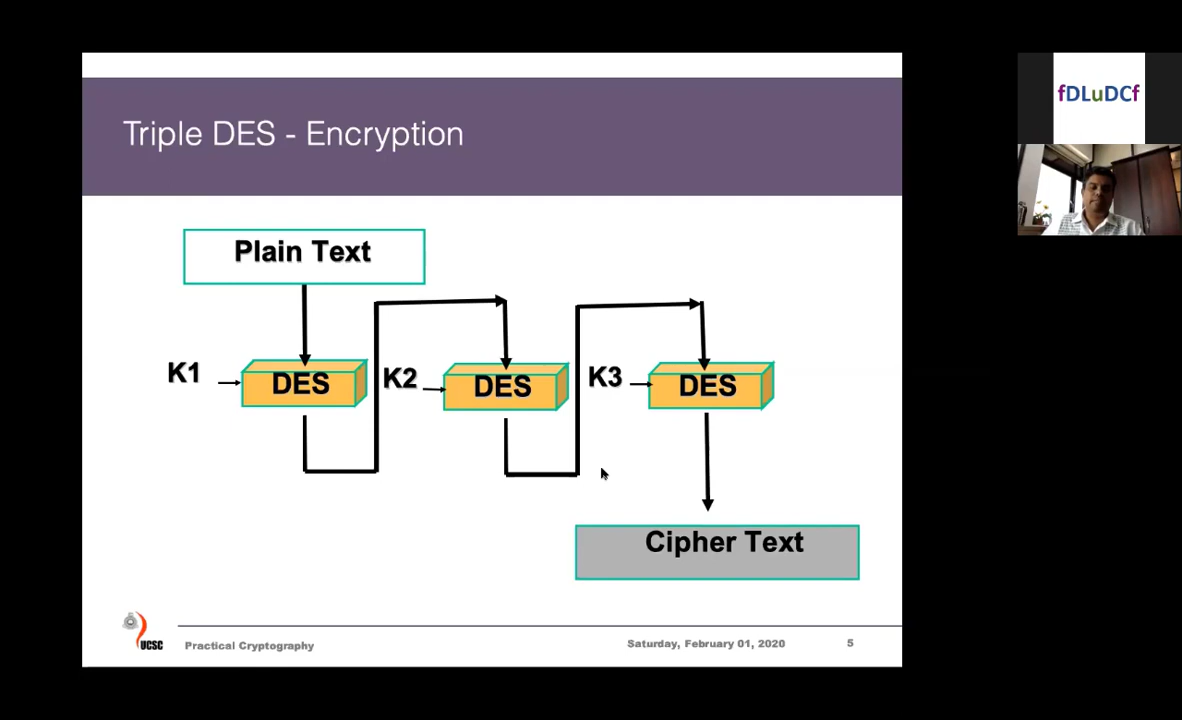 Triple DES - Encryption
Plain Text
K1
DES
K2
DES
K3
DES
Cipher Text
UCSC
Practical Cryptography
Saturday, February 01, 2020
5
fDLuDCf